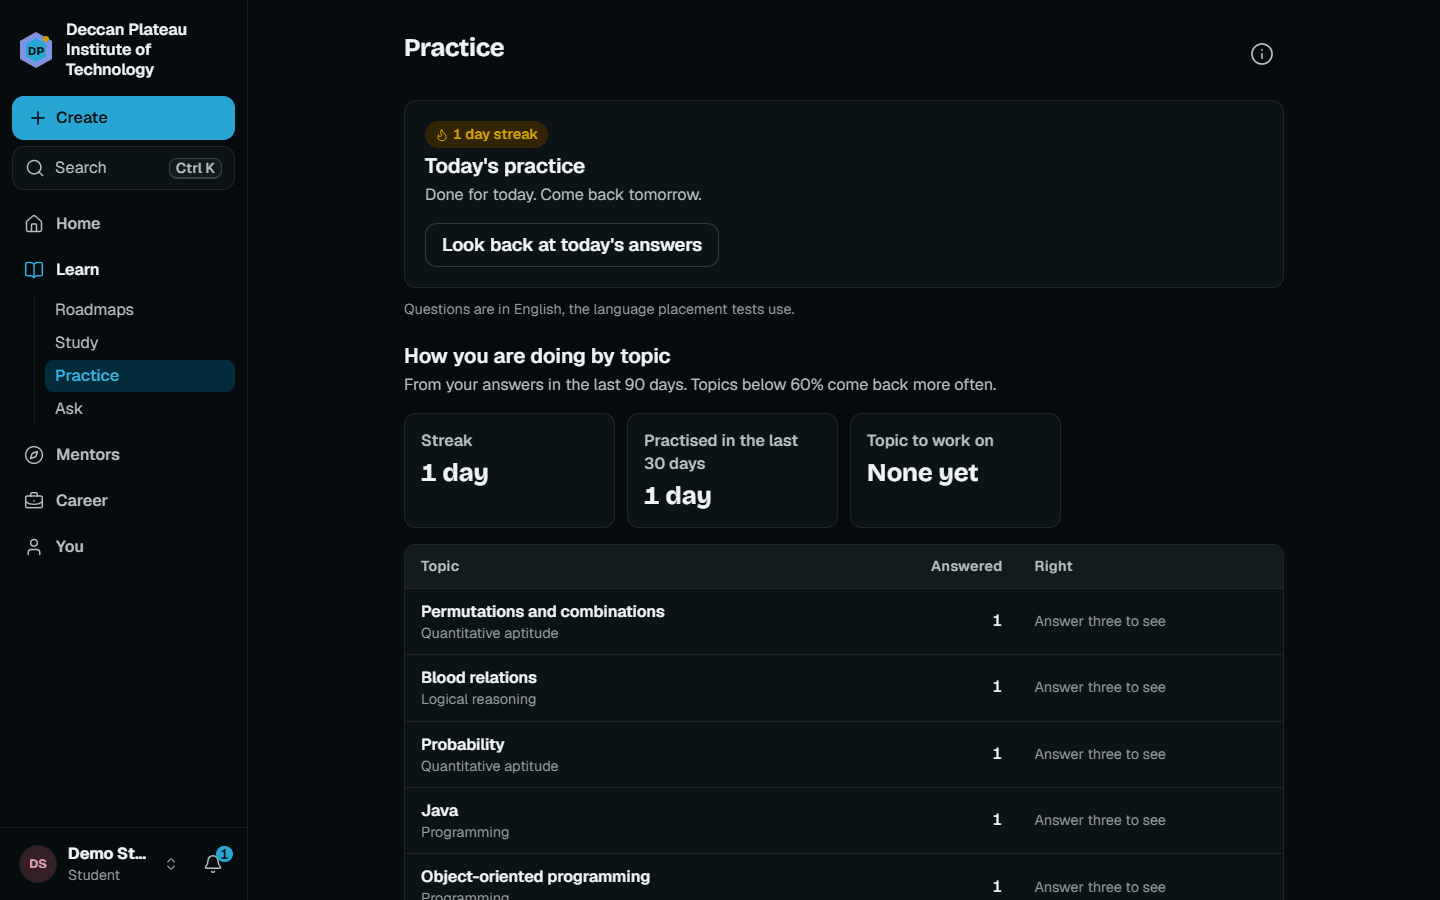 DP
Deccan Plateau
Institute of
Technology
Create
Search
Ctrl K
Home
Learn
Roadmaps
Study
Practice
Ask
Mentors
Career
You
DS
Demo St...
Student
1
Practice
1 day streak
Today's practice
Done for today. Come back tomorrow.
Look back at today's answers
Questions are in English, the language placement tests use.
How you are doing by topic
From your answers in the last 90 days. Topics below 60% come back more often.
Streak
1 day
Practised in the last
30 days
1 day
Topic to work on
None yet
Topic Answered Right
Permutations and combinations
Quantitative aptitude
1 Answer three to see
Blood relations
Logical reasoning
1 Answer three to see
Probability
Quantitative aptitude
1 Answer three to see
Java
Programming
1 Answer three to see
Object-oriented programming
Programming
1 Answer three to see